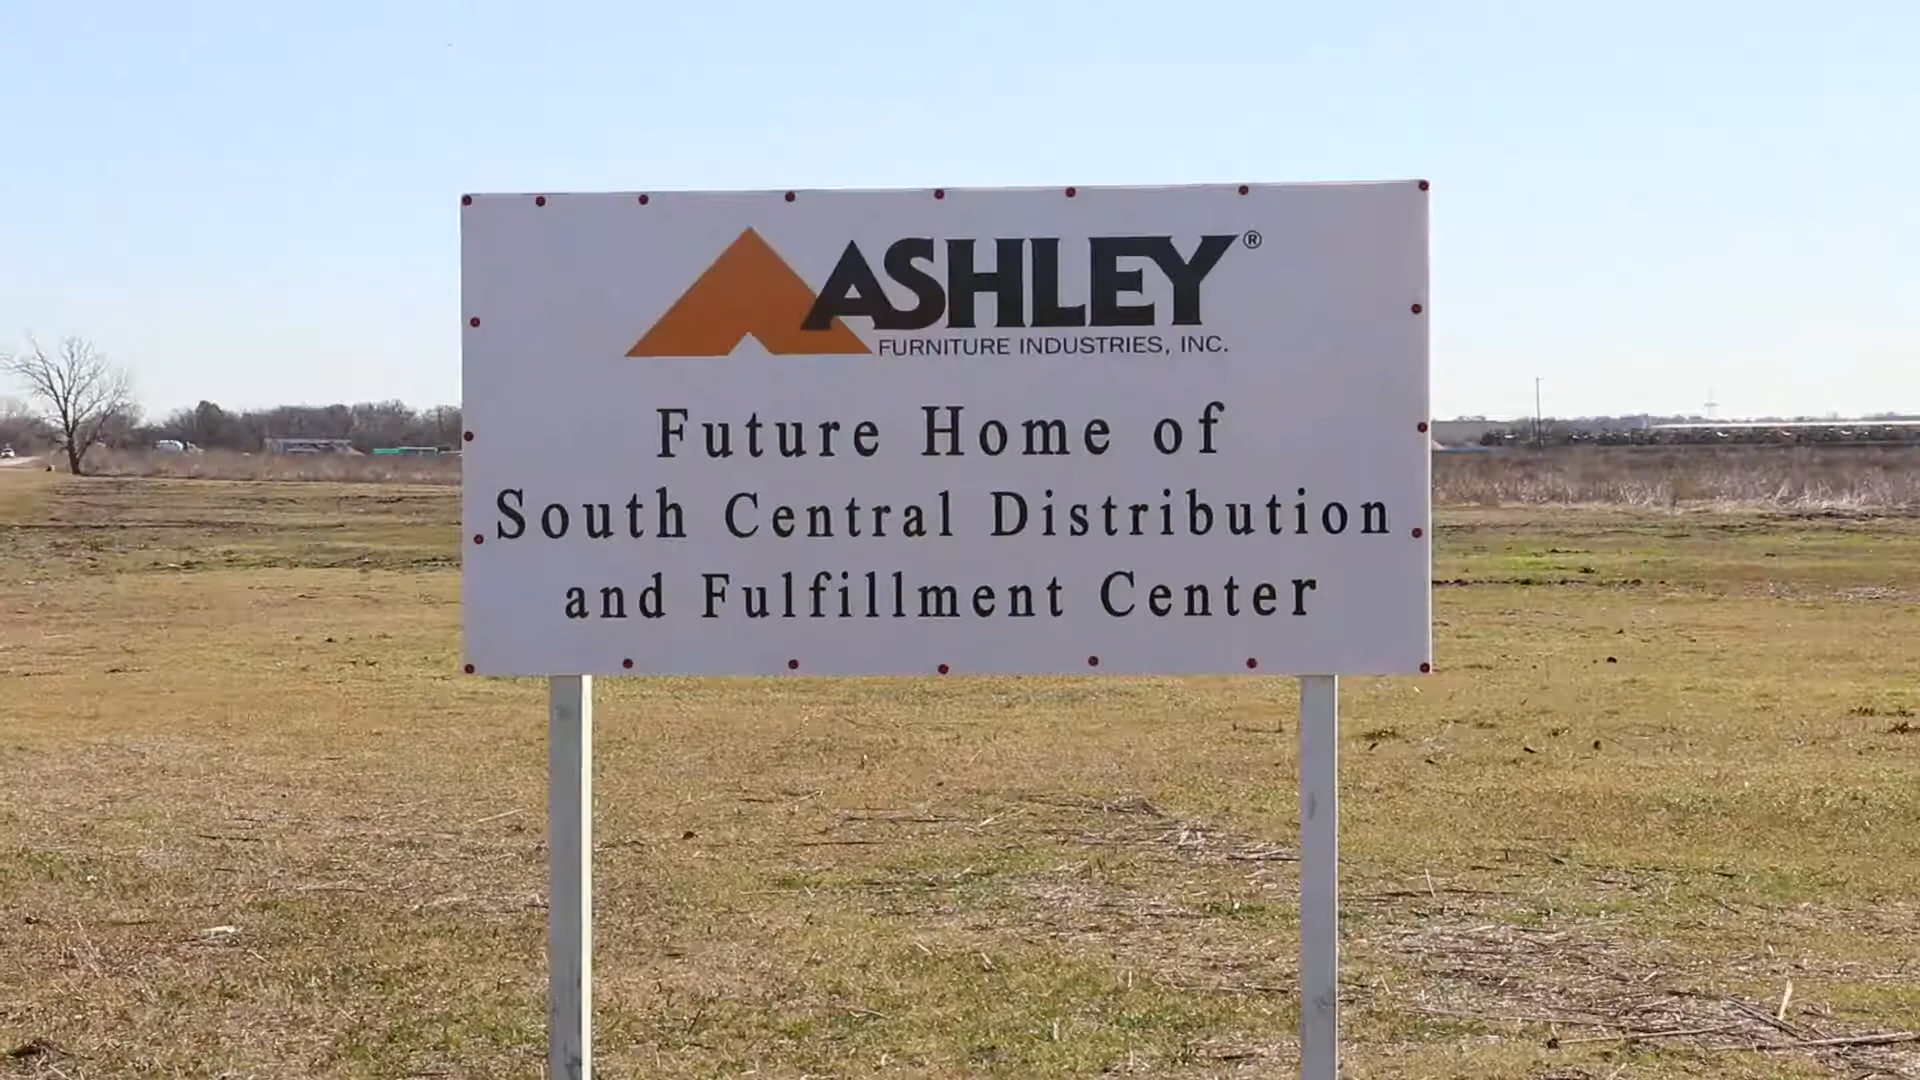 ASHLEY®
FURNITURE INDUSTRIES, INC.
Future Home of
South Central Distribution
and Fulfillment Center